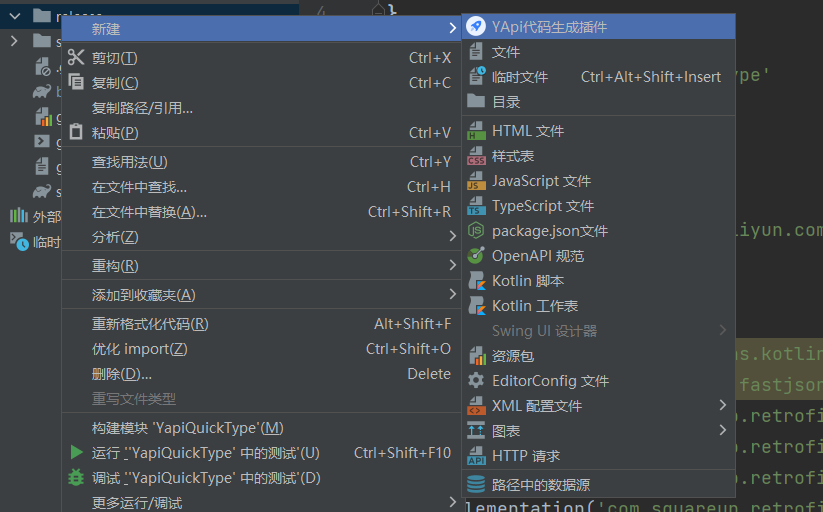 release
4
}
新建
剪切(T) Ctrl+X
复制(C) Ctrl+C
复制路径/引用...
粘贴(P) Ctrl+V
查找用法(U) Ctrl+Y
在文件中查找... Ctrl+H
在文件中替换(A)... Ctrl+Shift+R
分析(Z)
重构(R)
添加到收藏夹(A)
重新格式化代码(R) Alt+Shift+F
优化 import(Z) Ctrl+Shift+O
删除(D)... Delete
重写文件类型
构建模块 'YapiQuickType'(M)
运行 ''YapiQuickType' 中的测试'(U) Ctrl+Shift+F10
调试 ''YapiQuickType' 中的测试'(D)
更多运行/调试
YApi代码生成插件
文件
临时文件 Ctrl+Alt+Shift+Insert
目录
HTML 文件
样式表
JavaScript 文件
TypeScript 文件
package.json文件
OpenAPI 规范
Kotlin 脚本
Kotlin 工作表
Swing UI 设计器
资源包
EditorConfig 文件
XML 配置文件
图表
HTTP 请求
路径中的数据源
s
.g
b
g
g
g
s
外部
临时
ype'
liyun.com
s.kotlin
fastjson
.retrofi
.retrofi
.retrofi
lementation('com.squareup.retrofi